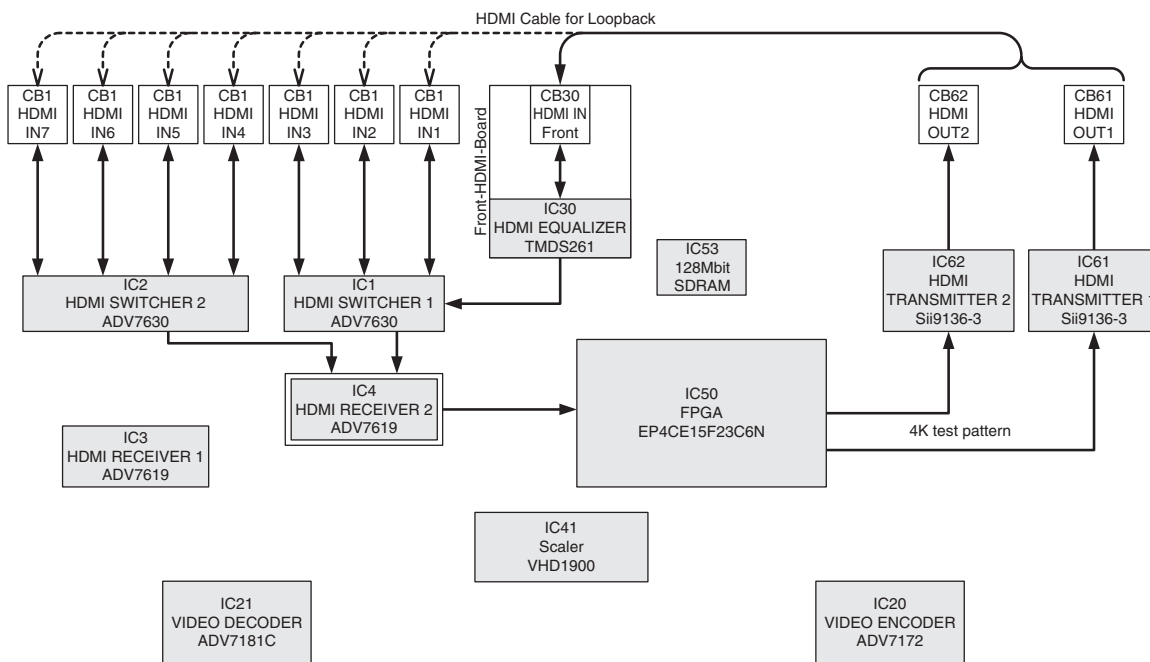 HDMI Cable for Loopback
CB1
HDMI
IN7
CB1
HDMI
IN6
CB1
HDMI
IN5
CB1
HDMI
IN4
CB1
HDMI
IN3
CB1
HDMI
IN2
CB1
HDMI
IN1
CB30
HDMI IN
Front
Front-HDMI-Board
CB62
HDMI
OUT2
CB61
HDMI
OUT1
IC30
HDMI EQUALIZER
TMDS261
IC53
128Mbit
SDRAM
IC62
HDMI
TRANSMITTER 2
Sii9136-3
IC61
HDMI
TRANSMITTER 1
Sii9136-3
IC2
HDMI SWITCHER 2
ADV7630
IC1
HDMI SWITCHER 1
ADV7630
IC4
HDMI RECEIVER 2
ADV7619
IC50
FPGA
EP4CE15F23C6N
4K test pattern
IC3
HDMI RECEIVER 1
ADV7619
IC41
Scaler
VHD1900
IC21
VIDEO DECODER
ADV7181C
IC20
VIDEO ENCODER
ADV7172